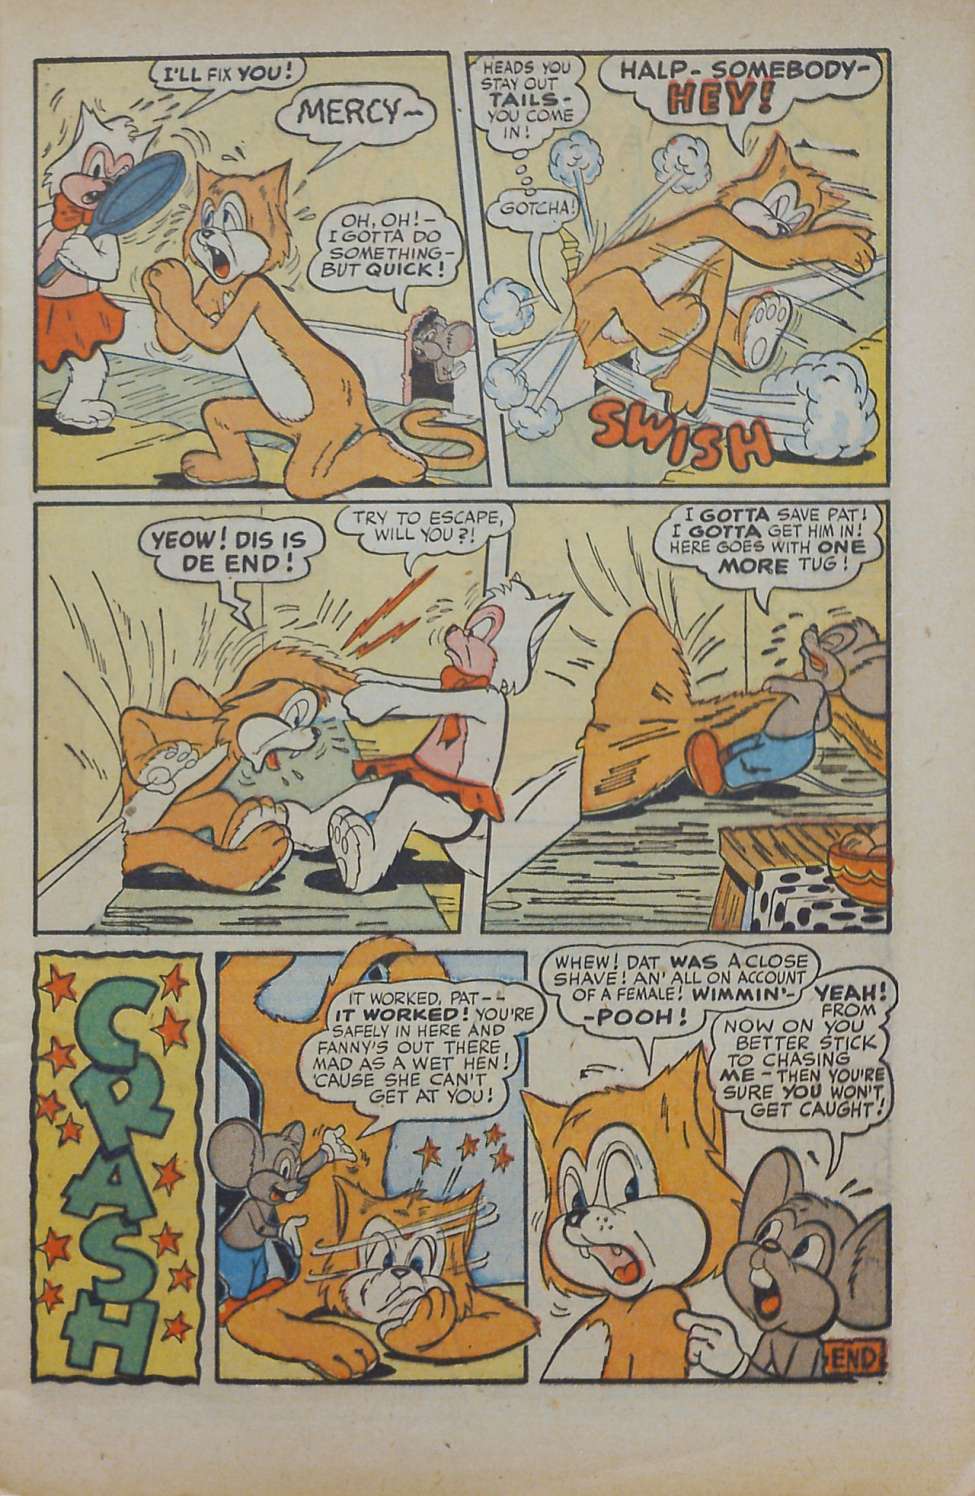 I'LL FIX YOU!
MERCY-
OH, OH!-
I GOTTA DO
SOMETHING-
BUT QUICK!
HEADS YOU
STAY OUT
TAILS-
YOU COME
IN!
GOTCHA!
HALP- SOMEBODY-
HEY!
SWISH
YEOW! DIS IS
DE END!
TRY TO ESCAPE,
WILL YOU?!
I GOTTA SAVE PAT!
I GOTTA GET HIM IN!
HERE GOES WITH ONE
MORE TUG!
CRASH
IT WORKED, PAT--
IT WORKED! YOU'RE
SAFELY IN HERE AND
FANNY'S OUT THERE
MAD AS A WET HEN!
'CAUSE SHE CAN'T
GET AT YOU!
WHEW! DAT WAS A CLOSE
SHAVE! AN' ALL ON ACCOUNT
OF A FEMALE! WIMMIN'-
-POOH!
YEAH!
FROM
NOW ON YOU
BETTER STICK
TO CHASING
ME- THEN YOU'RE
SURE YOU WON'T
GET CAUGHT!
END